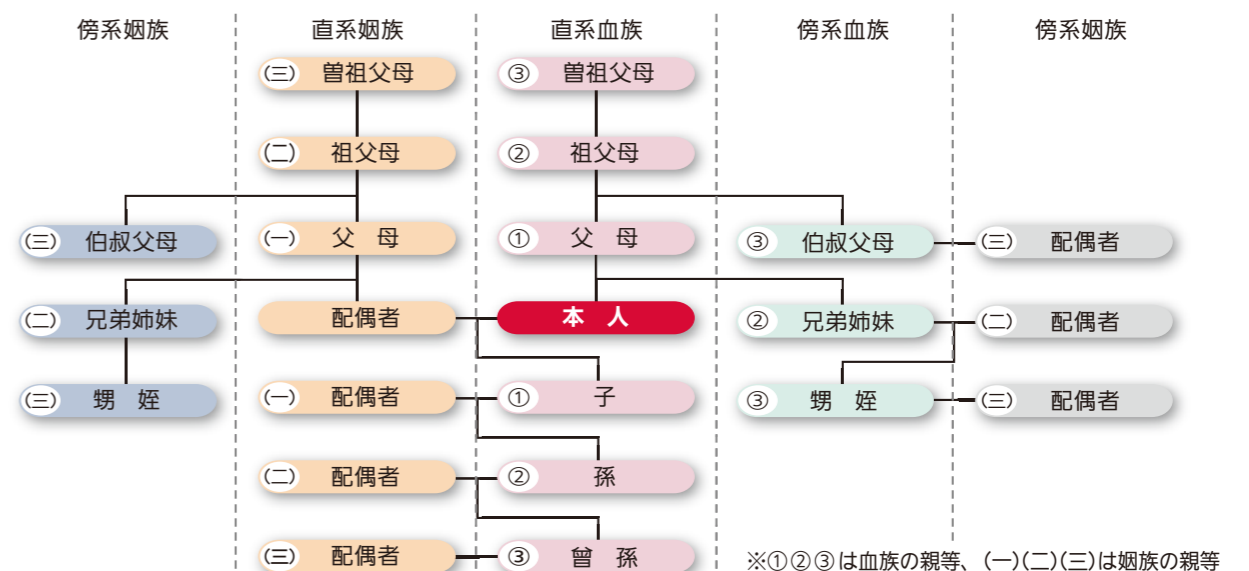 傍系姻族 直系姻族 直系血族 傍系血族 傍系姻族
(三) 曽祖父母 ③ 曽祖父母
(二) 祖父母 ② 祖父母
(三) 伯叔父母 (一) 父 母 ① 父 母 ③ 伯叔父母 (三) 配偶者
(二) 兄弟姉妹 配偶者 本 人 ② 兄弟姉妹 (二) 配偶者
(三) 甥 姪 (一) 配偶者 ① 子 ③ 甥 姪 (三) 配偶者
(二) 配偶者 ② 孫
(三) 配偶者 ③ 曾 孫
※①②③は血族の親等、(一)(二)(三)は姻族の親等